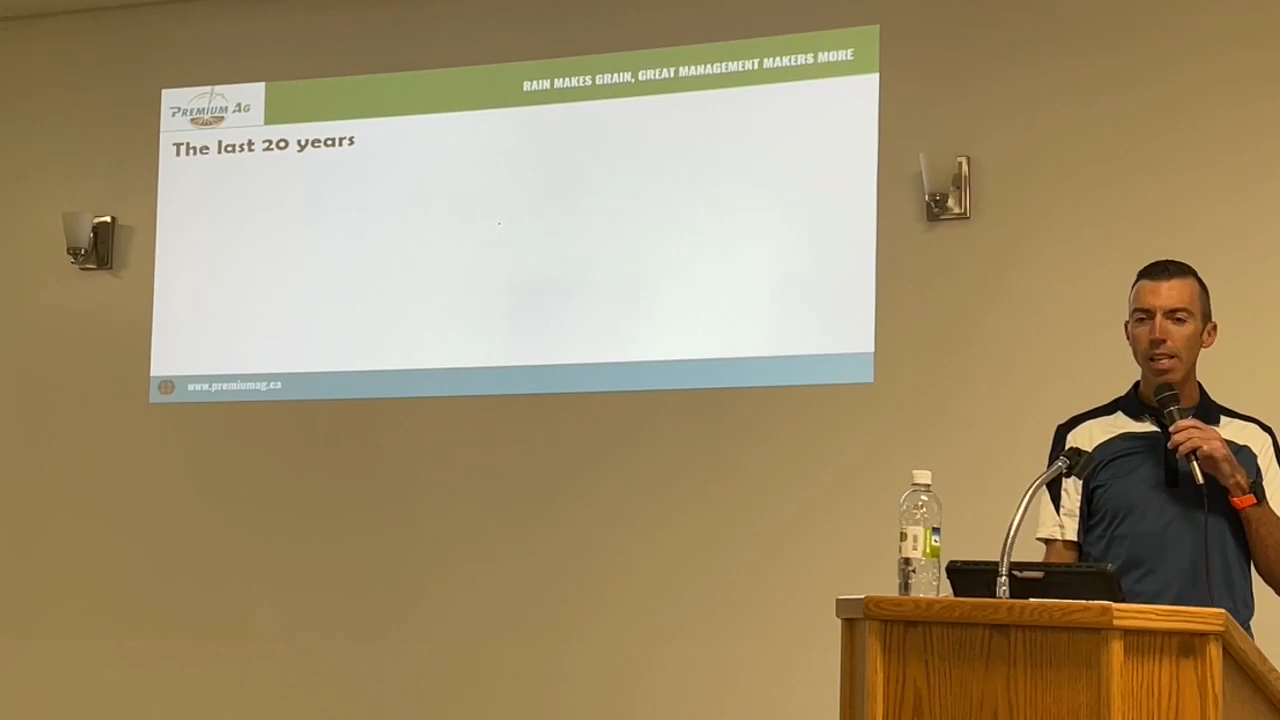 RAIN MAKES GRAIN, GREAT MANAGEMENT MAKERS MORE
PREMIUM AG
The last 20 years
www.premiumag.ca